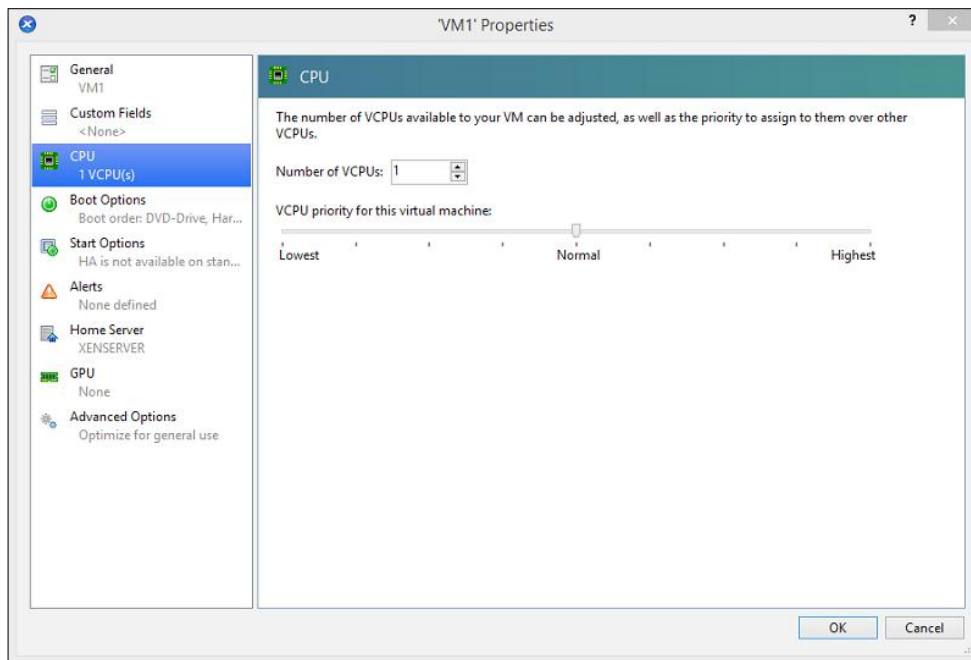 'VM1' Properties
?
General
VM1
Custom Fields
<None>
CPU
1 VCPU(s)
Boot Options
Boot order: DVD-Drive, Har...
Start Options
HA is not available on stan...
Alerts
None defined
Home Server
XENSERVER
GPU
None
Advanced Options
Optimize for general use
CPU
The number of VCPUs available to your VM can be adjusted, as well as the priority to assign to them over other
VCPUs.
Number of VCPUs: 1
VCPU priority for this virtual machine:
Lowest Normal Highest
OK Cancel